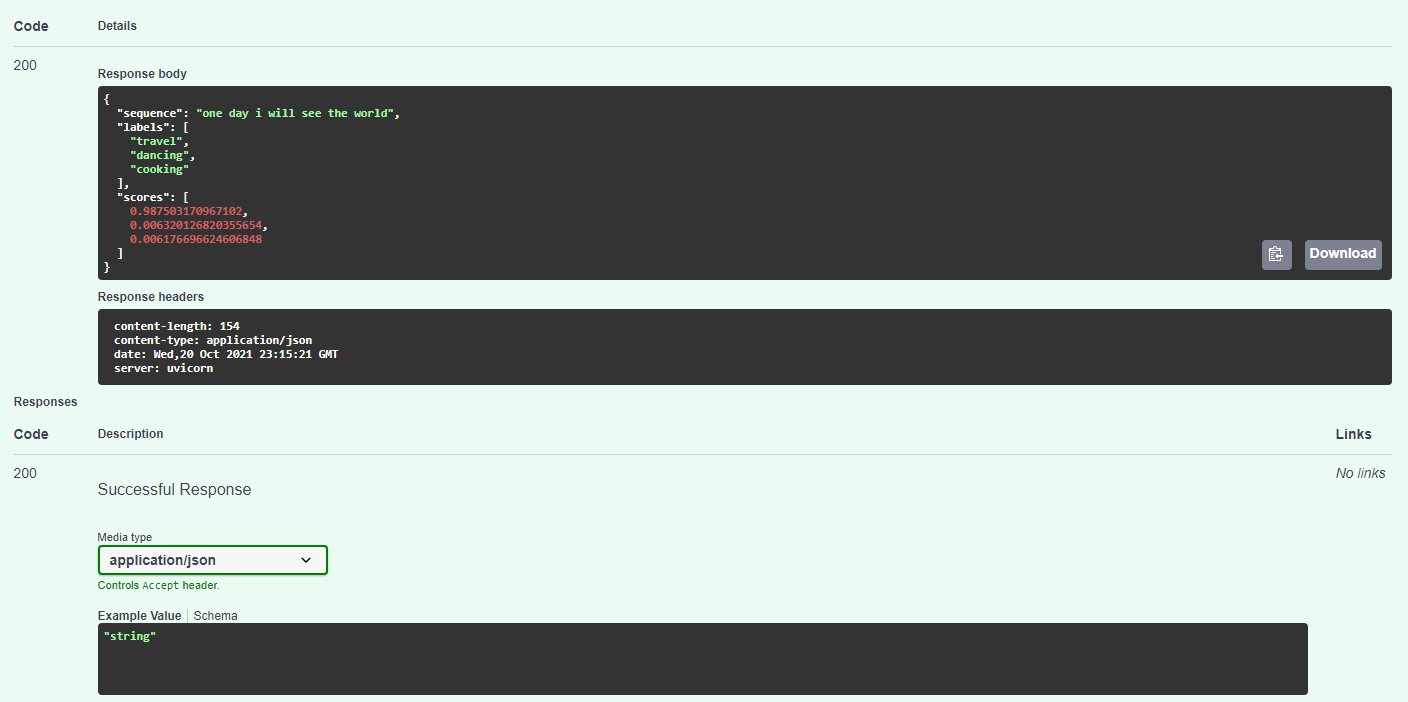 Code Details
200
Response body
{
"sequence": "one day i will see the world",
"labels": [
"travel",
"dancing",
"cooking"
],
"scores": [
0.987503170967102,
0.006320126820355654,
0.006176696624606848
]
}
Download
Response headers
content-length: 154
content-type: application/json
date: Wed,20 Oct 2021 23:15:21 GMT
server: uvicorn
Responses
Code Description Links
200
Successful Response
No links
Media type
application/json
Controls Accept header.
Example Value Schema
"string"